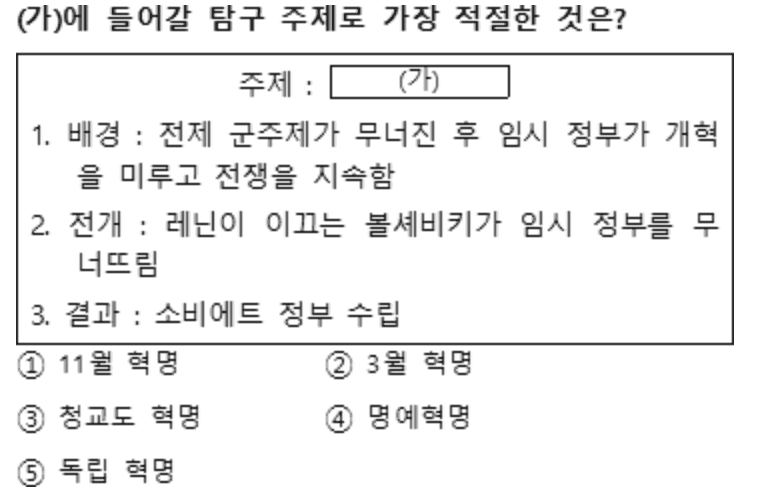 (가)에 들어갈 탐구 주제로 가장 적절한 것은?
주제 : (가)
1. 배경 : 전제 군주제가 무너진 후 임시 정부가 개혁
을 미루고 전쟁을 지속함
2. 전개 : 레닌이 이끄는 볼셰비키가 임시 정부를 무
너뜨림
3. 결과 : 소비에트 정부 수립
① 11월 혁명 ② 3월 혁명
③ 청교도 혁명 ④ 명예혁명
⑤ 독립 혁명